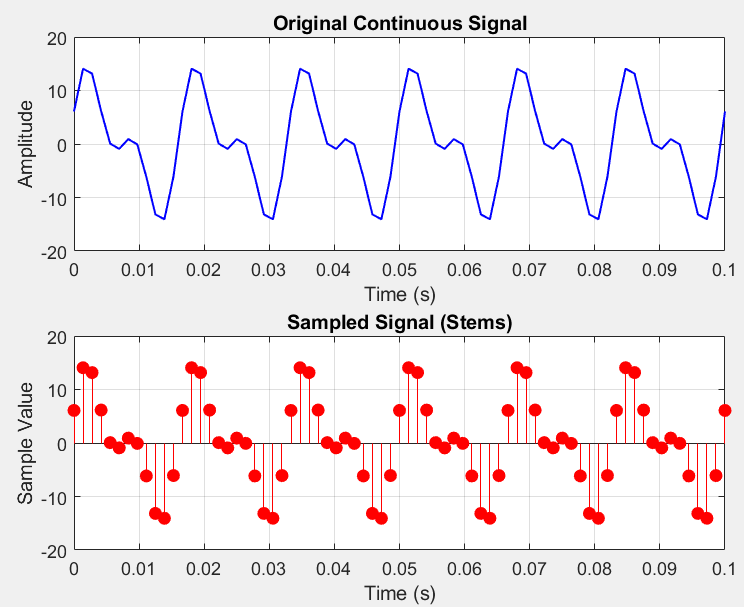 Original Continuous Signal
20
10
0
-10
-20
Amplitude
0 0.01 0.02 0.03 0.04 0.05 0.06 0.07 0.08 0.09 0.1
Time (s)
Sampled Signal (Stems)
20
10
0
-10
-20
Sample Value
0 0.01 0.02 0.03 0.04 0.05 0.06 0.07 0.08 0.09 0.1
Time (s)